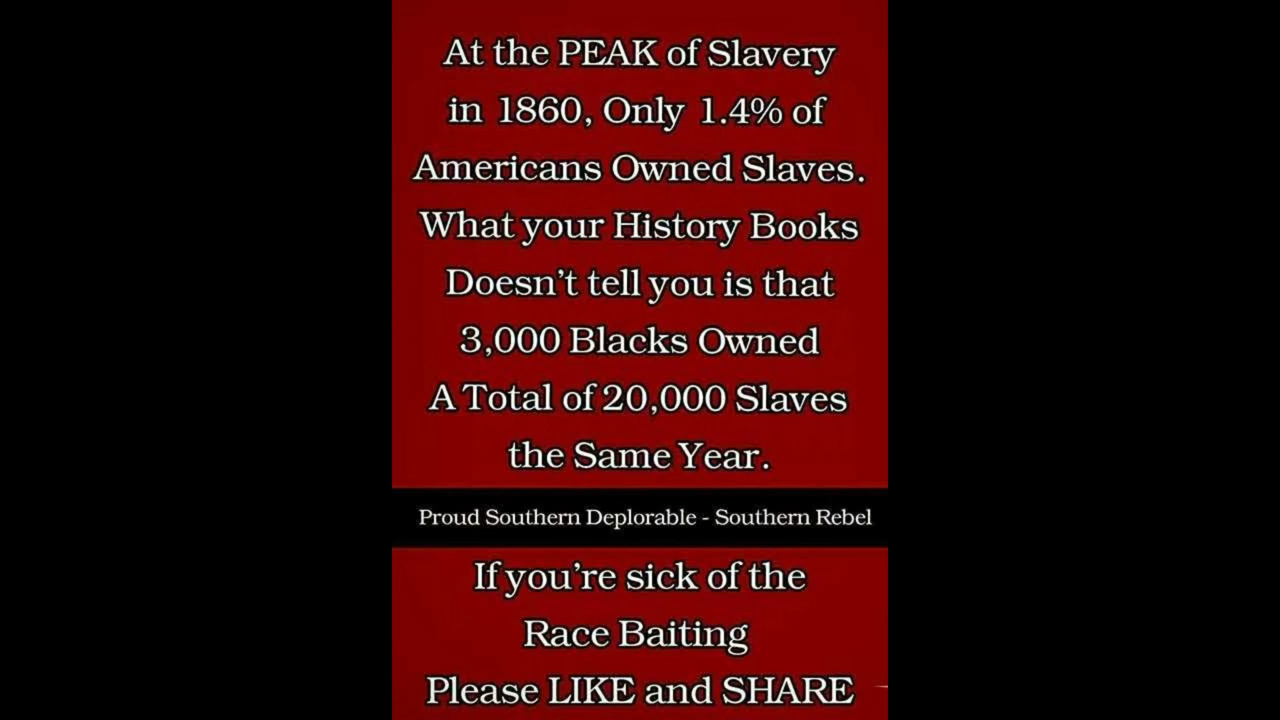 At the PEAK of Slavery
in 1860, Only 1.4% of
Americans Owned Slaves.
What your History Books
Doesn't tell you is that
3,000 Blacks Owned
A Total of 20,000 Slaves
the Same Year.
Proud Southern Deplorable - Southern Rebel
If you're sick of the
Race Baiting
Please LIKE and SHARE